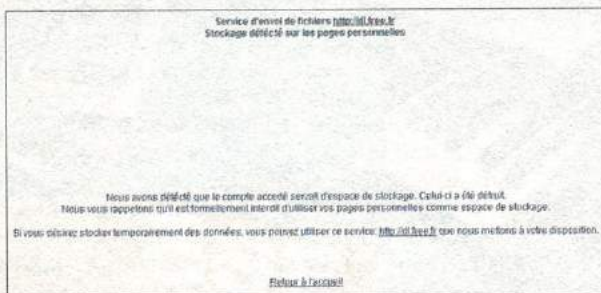 Service d'envoi de fichiers http://dl.free.fr
Stockage détécté sur les pages personnelles
Nous avons détécté que le compte accedé servait d'espace de stockage. Celui-ci a été détruit.
Nous vous rappelons qu'il est formellement interdit d'utiliser vos pages personnelles comme espace de stockage.
Si vous désirez stocker temporairement des données, vous pouvez utiliser ce service: http://dl.free.fr que nous mettons à votre disposition.
Retour à l'accueil